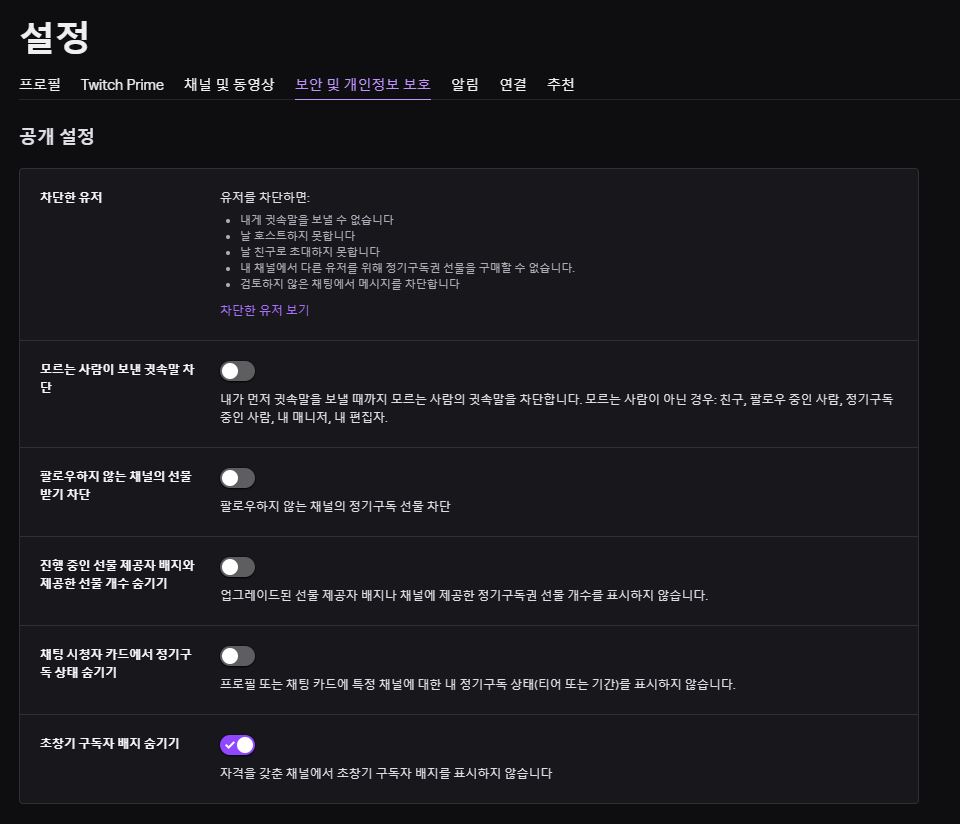 설정
프로필 Twitch Prime 채널 및 동영상 보안 및 개인정보 보호 알림 연결 추천
공개 설정
차단한 유저
유저를 차단하면:
내게 귓속말을 보낼 수 없습니다
날 호스트하지 못합니다
날 친구로 초대하지 못합니다
내 채널에서 다른 유저를 위해 정기구독권 선물을 구매할 수 없습니다.
검토하지 않은 채팅에서 메시지를 차단합니다
차단한 유저 보기
모르는 사람이 보낸 귓속말 차
단
내가 먼저 귓속말을 보낼 때까지 모르는 사람의 귓속말을 차단합니다. 모르는 사람이 아닌 경우: 친구, 팔로우 중인 사람, 정기구독
중인 사람, 내 매니저, 내 편집자.
팔로우하지 않는 채널의 선물
받기 차단
팔로우하지 않는 채널의 정기구독 선물 차단
진행 중인 선물 제공자 배지와
제공한 선물 개수 숨기기
업그레이드된 선물 제공자 배지나 채널에 제공한 정기구독권 선물 개수를 표시하지 않습니다.
채팅 시청자 카드에서 정기구
독 상태 숨기기
프로필 또는 채팅 카드에 특정 채널에 대한 내 정기구독 상태(티어 또는 기간)를 표시하지 않습니다.
초창기 구독자 배지 숨기기
자격을 갖춘 채널에서 초창기 구독자 배지를 표시하지 않습니다